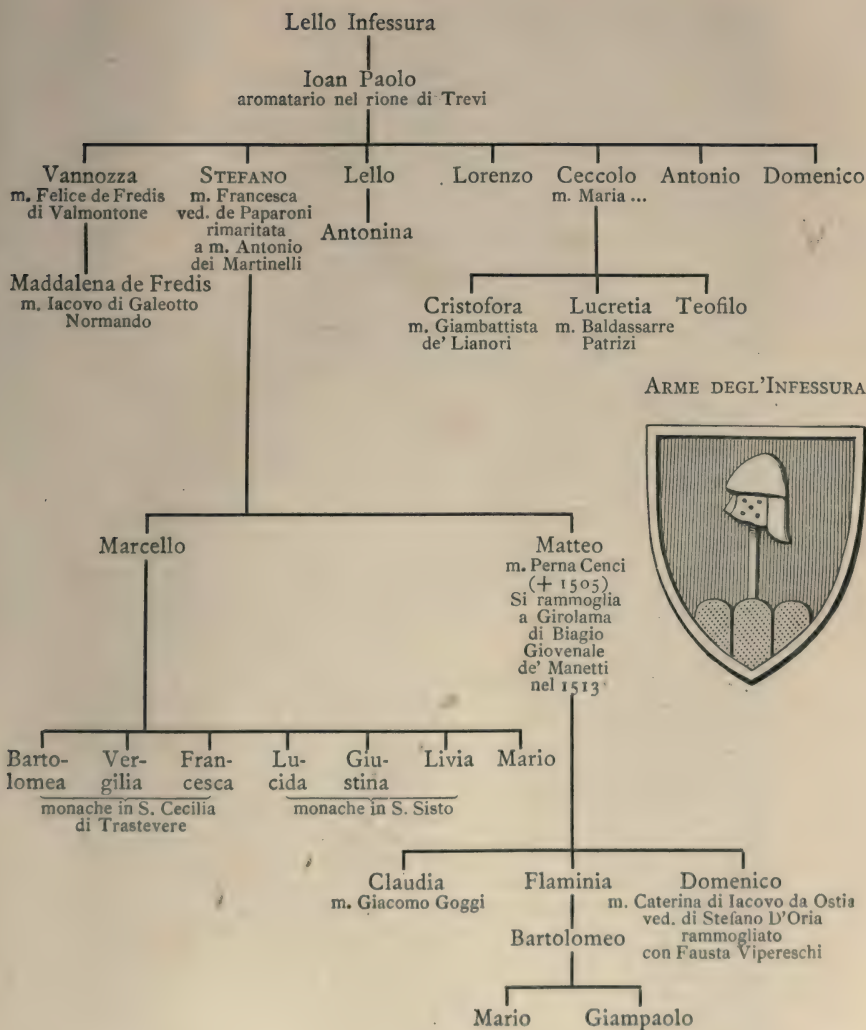 Lello Infessura
Ioan Paolo
aromatario nel rione di Trevi
Vannozza
m. Felice de Fredis
di Valmontone
STEFANO
m. Francesca
ved. de Paparoni
rimaritata
a m. Antonio
dei Martinelli
Lello
Lorenzo
Ceccolo
m. Maria ...
Antonio
Domenico
Antonina
Maddalena de Fredis
m. Iacovo di Galeotto
Normando
Cristofora
m. Giambattista
de' Lianori
Lucretia
m. Baldassarre
Patrizi
Teofilo
ARME DEGL'INFESSURA
Marcello
Matteo
m. Perna Cenci
(+ 1505)
Si rammoglia
a Girolama
di Biagio
Giovenale
de' Manetti
nel 1513
Barto-
lomea
Ver-
gilia
Fran-
cesca
Lu-
cida
Giu-
stina
Livia
Mario
monache in S. Cecilia
di Trastevere
monache in S. Sisto
Claudia
m. Giacomo Goggi
Flaminia
Domenico
m. Caterina di Iacovo da Ostia
ved. di Stefano D'Oria
rammogliato
con Fausta Vipereschi
Bartolomeo
Mario
Giampaolo